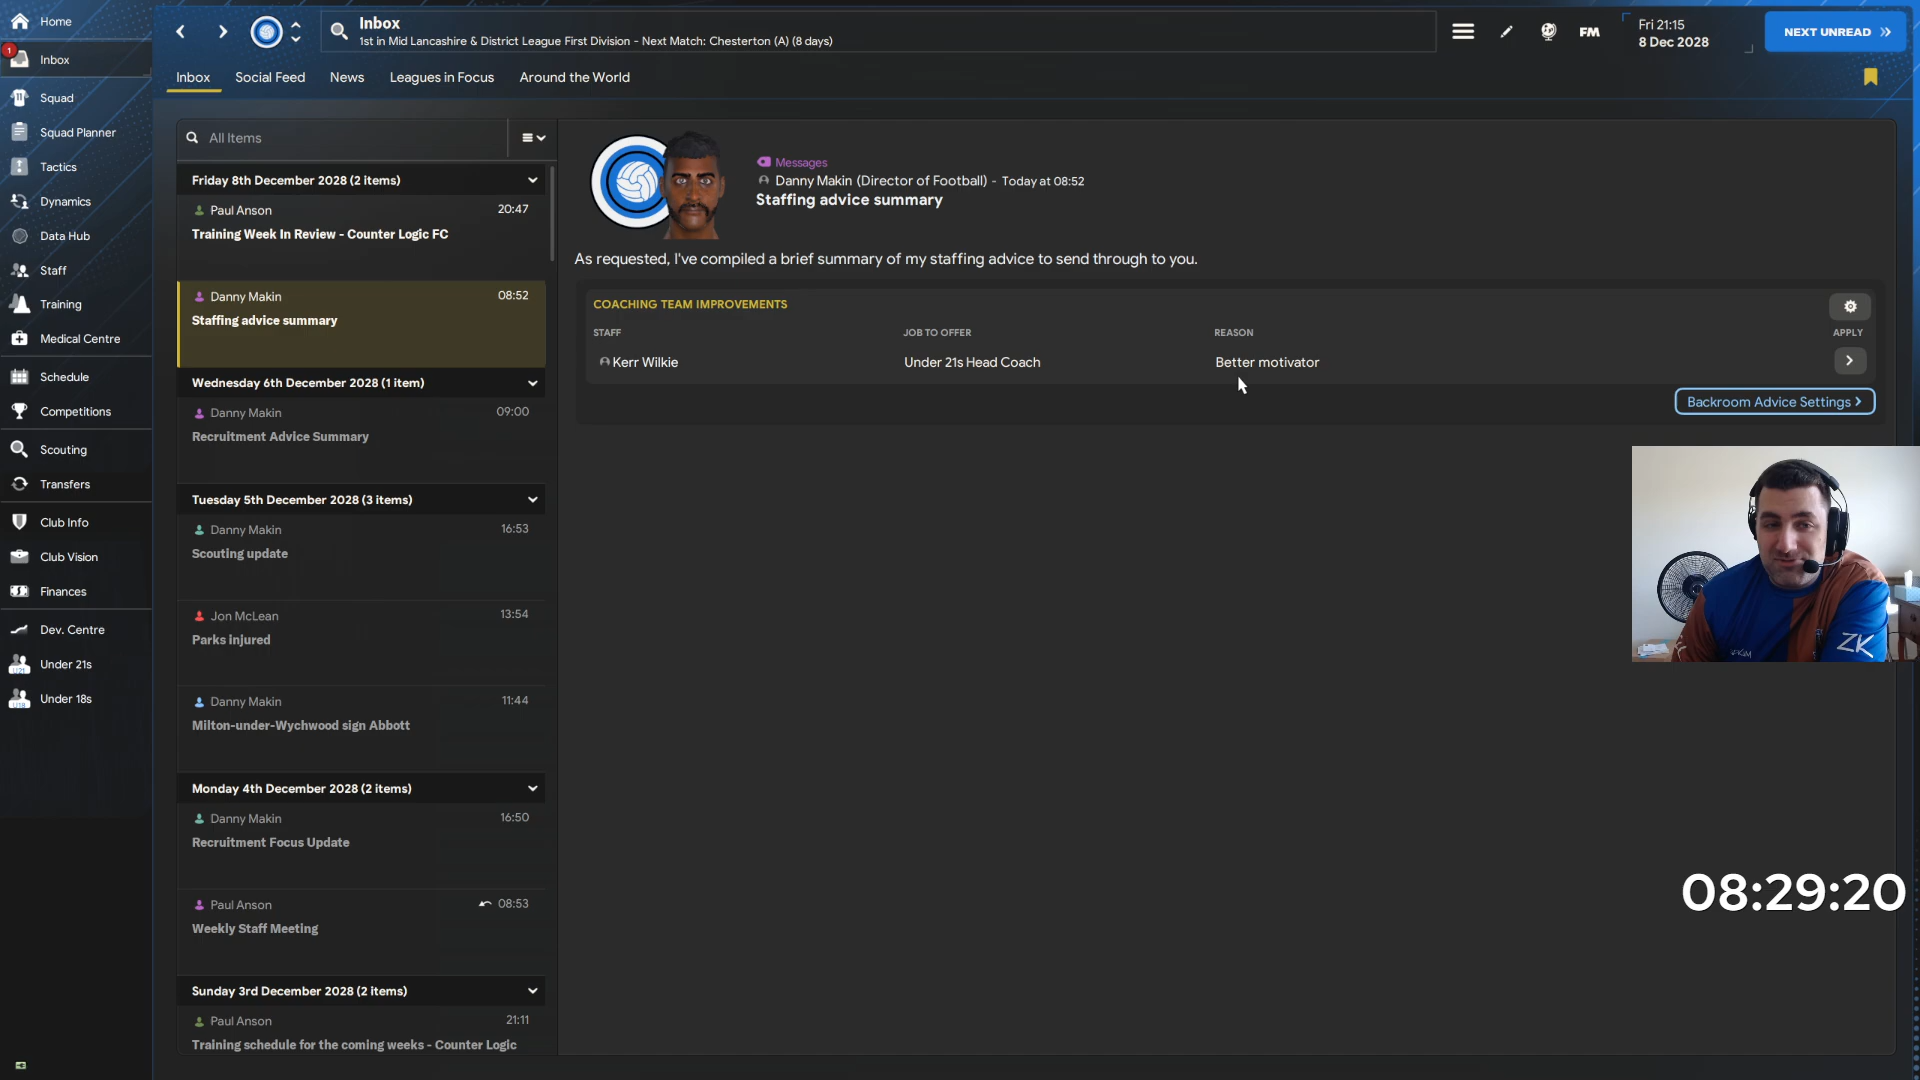 Home
1
Inbox
Squad
Squad Planner
Tactics
Dynamics
Data Hub
Staff
Training
Medical Centre
Schedule
Competitions
Scouting
Transfers
Club Info
Club Vision
Finances
Dev. Centre
Under 21s
Under 18s
Inbox
1st in Mid Lancashire & District League First Division - Next Match: Chesterton (A) (8 days)
FM
Fri 21:15
8 Dec 2028
NEXT UNREAD
Inbox Social Feed News Leagues in Focus Around the World
All Items
Friday 8th December 2028 (2 items)
Paul Anson 20:47
Training Week In Review - Counter Logic FC
Danny Makin 08:52
Staffing advice summary
Wednesday 6th December 2028 (1 item)
Danny Makin 09:00
Recruitment Advice Summary
Tuesday 5th December 2028 (3 items)
Danny Makin 16:53
Scouting update
Jon McLean 13:54
Parks injured
Danny Makin 11:44
Milton-under-Wychwood sign Abbott
Monday 4th December 2028 (2 items)
Danny Makin 16:50
Recruitment Focus Update
Paul Anson 08:53
Weekly Staff Meeting
Sunday 3rd December 2028 (2 items)
Paul Anson 21:11
Training schedule for the coming weeks - Counter Logic
Messages
Danny Makin (Director of Football) - Today at 08:52
Staffing advice summary
As requested, I've compiled a brief summary of my staffing advice to send through to you.
COACHING TEAM IMPROVEMENTS
STAFF JOB TO OFFER REASON APPLY
Kerr Wilkie Under 21s Head Coach Better motivator
Backroom Advice Settings >
ZK
08:29:20